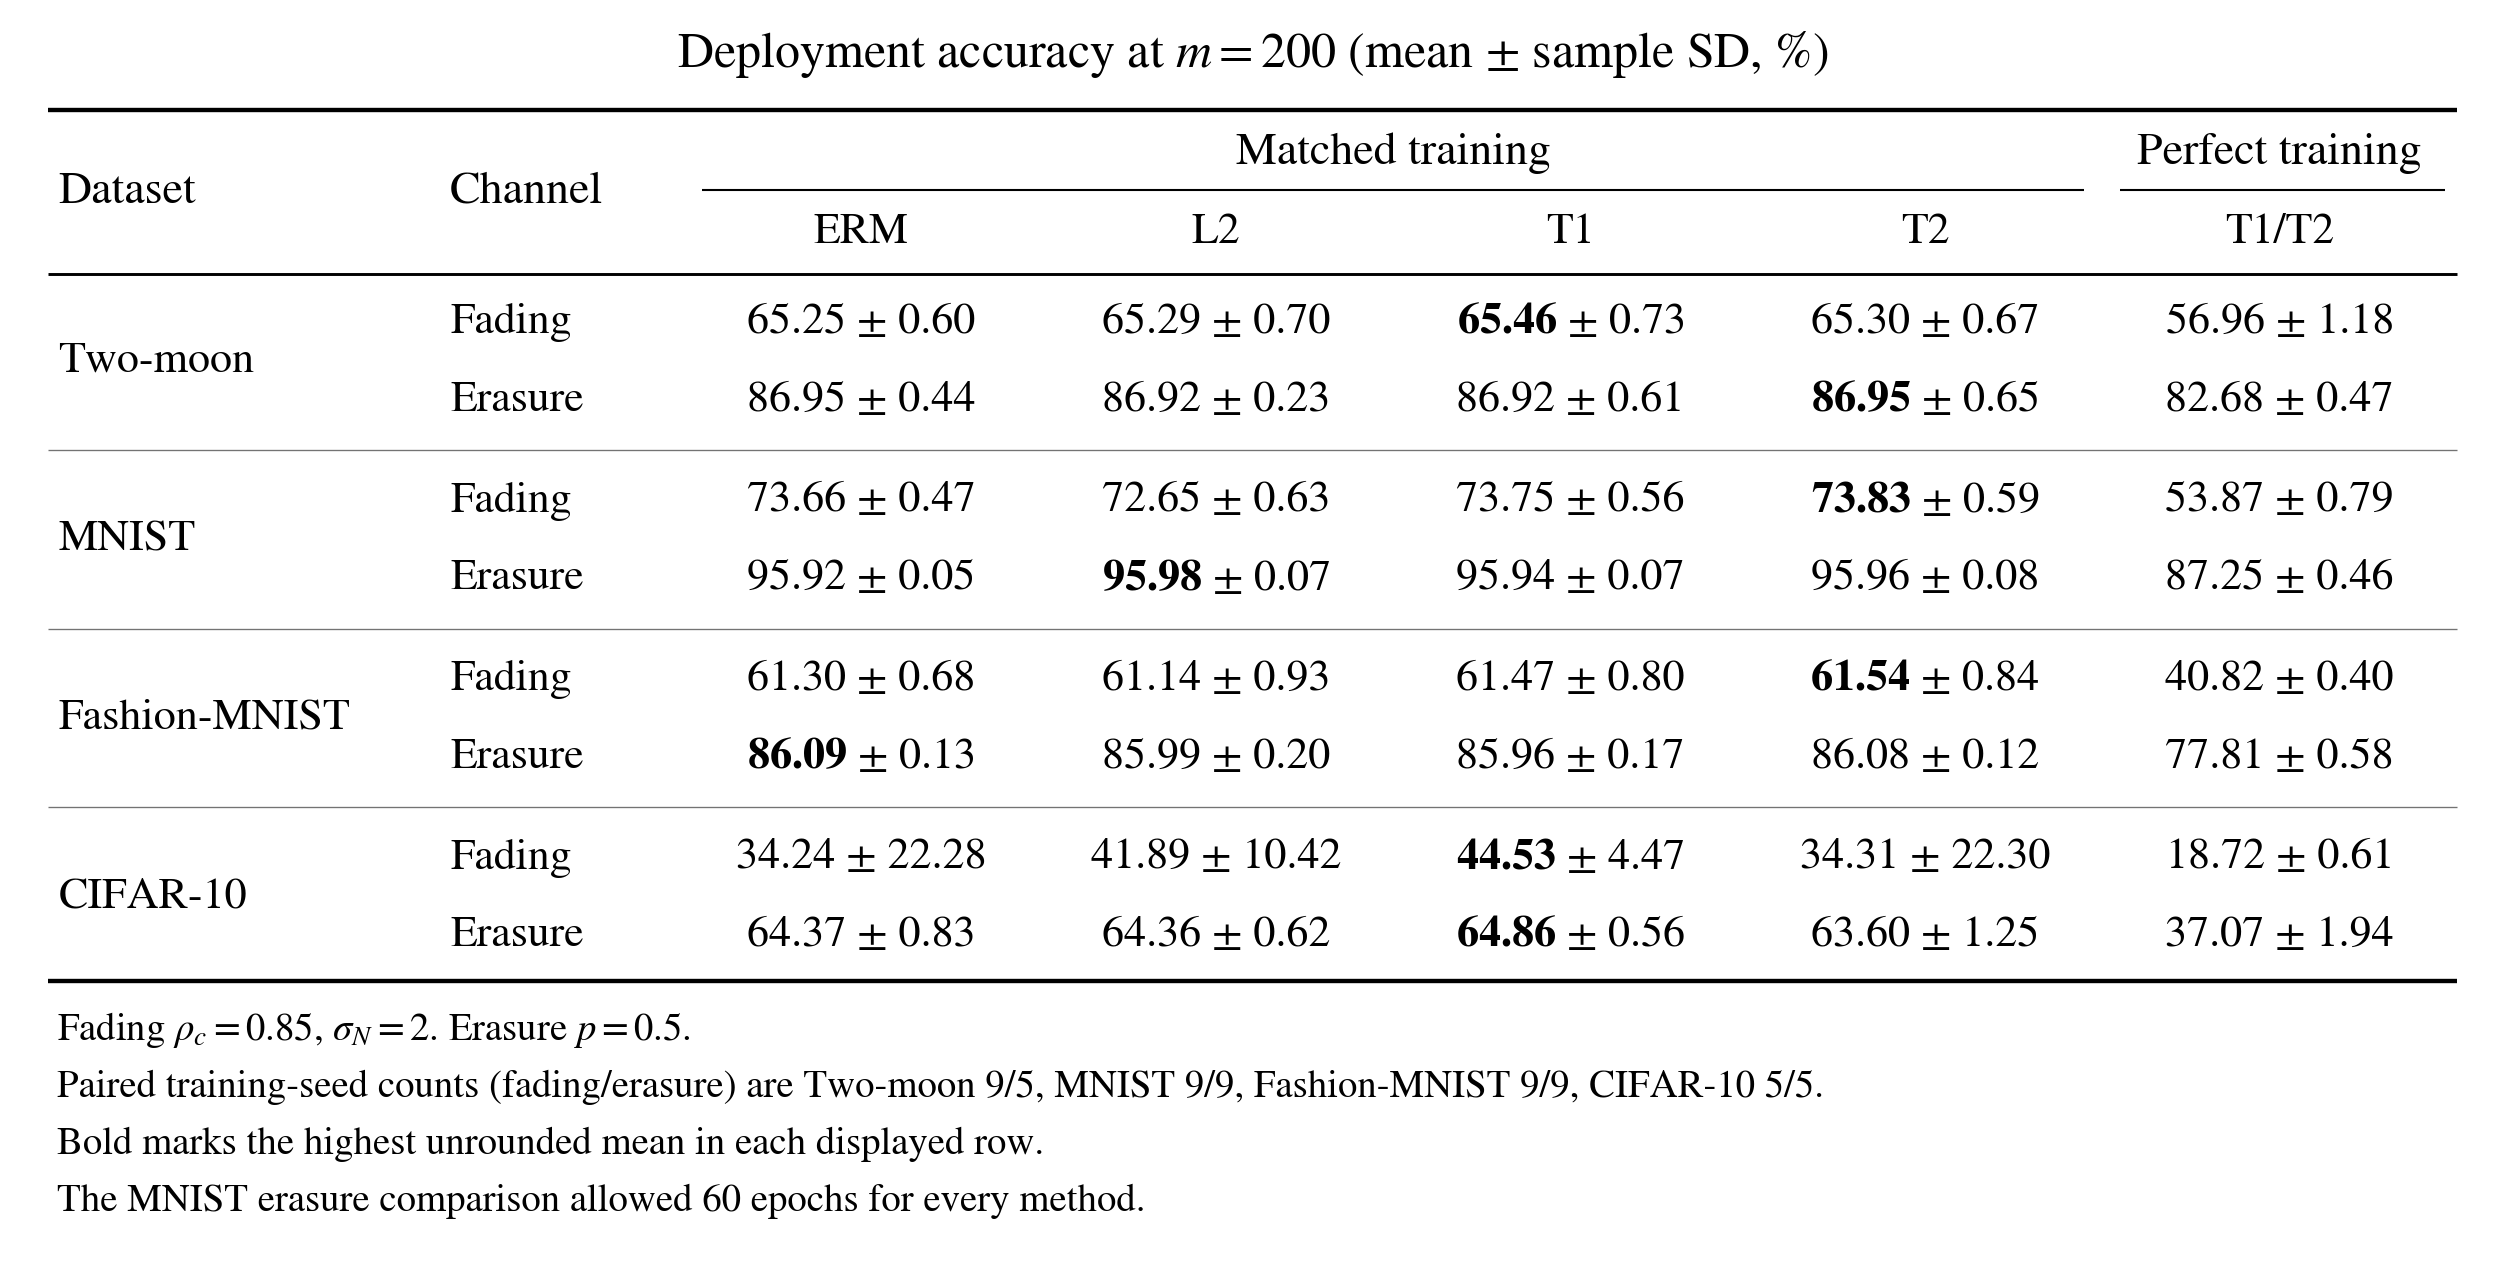 Deployment accuracy at m = 200 (mean ± sample SD, %)
Dataset Channel Matched training Perfect training
ERM L2 T1 T2 T1/T2
Two-moon
Fading 65.25 ± 0.60 65.29 ± 0.70 65.46 ± 0.73 65.30 ± 0.67 56.96 ± 1.18
Erasure 86.95 ± 0.44 86.92 ± 0.23 86.92 ± 0.61 86.95 ± 0.65 82.68 ± 0.47
MNIST
Fading 73.66 ± 0.47 72.65 ± 0.63 73.75 ± 0.56 73.83 ± 0.59 53.87 ± 0.79
Erasure 95.92 ± 0.05 95.98 ± 0.07 95.94 ± 0.07 95.96 ± 0.08 87.25 ± 0.46
Fashion-MNIST
Fading 61.30 ± 0.68 61.14 ± 0.93 61.47 ± 0.80 61.54 ± 0.84 40.82 ± 0.40
Erasure 86.09 ± 0.13 85.99 ± 0.20 85.96 ± 0.17 86.08 ± 0.12 77.81 ± 0.58
CIFAR-10
Fading 34.24 ± 22.28 41.89 ± 10.42 44.53 ± 4.47 34.31 ± 22.30 18.72 ± 0.61
Erasure 64.37 ± 0.83 64.36 ± 0.62 64.86 ± 0.56 63.60 ± 1.25 37.07 ± 1.94
Fading ρc = 0.85, σN = 2. Erasure p = 0.5.
Paired training-seed counts (fading/erasure) are Two-moon 9/5, MNIST 9/9, Fashion-MNIST 9/9, CIFAR-10 5/5.
Bold marks the highest unrounded mean in each displayed row.
The MNIST erasure comparison allowed 60 epochs for every method.